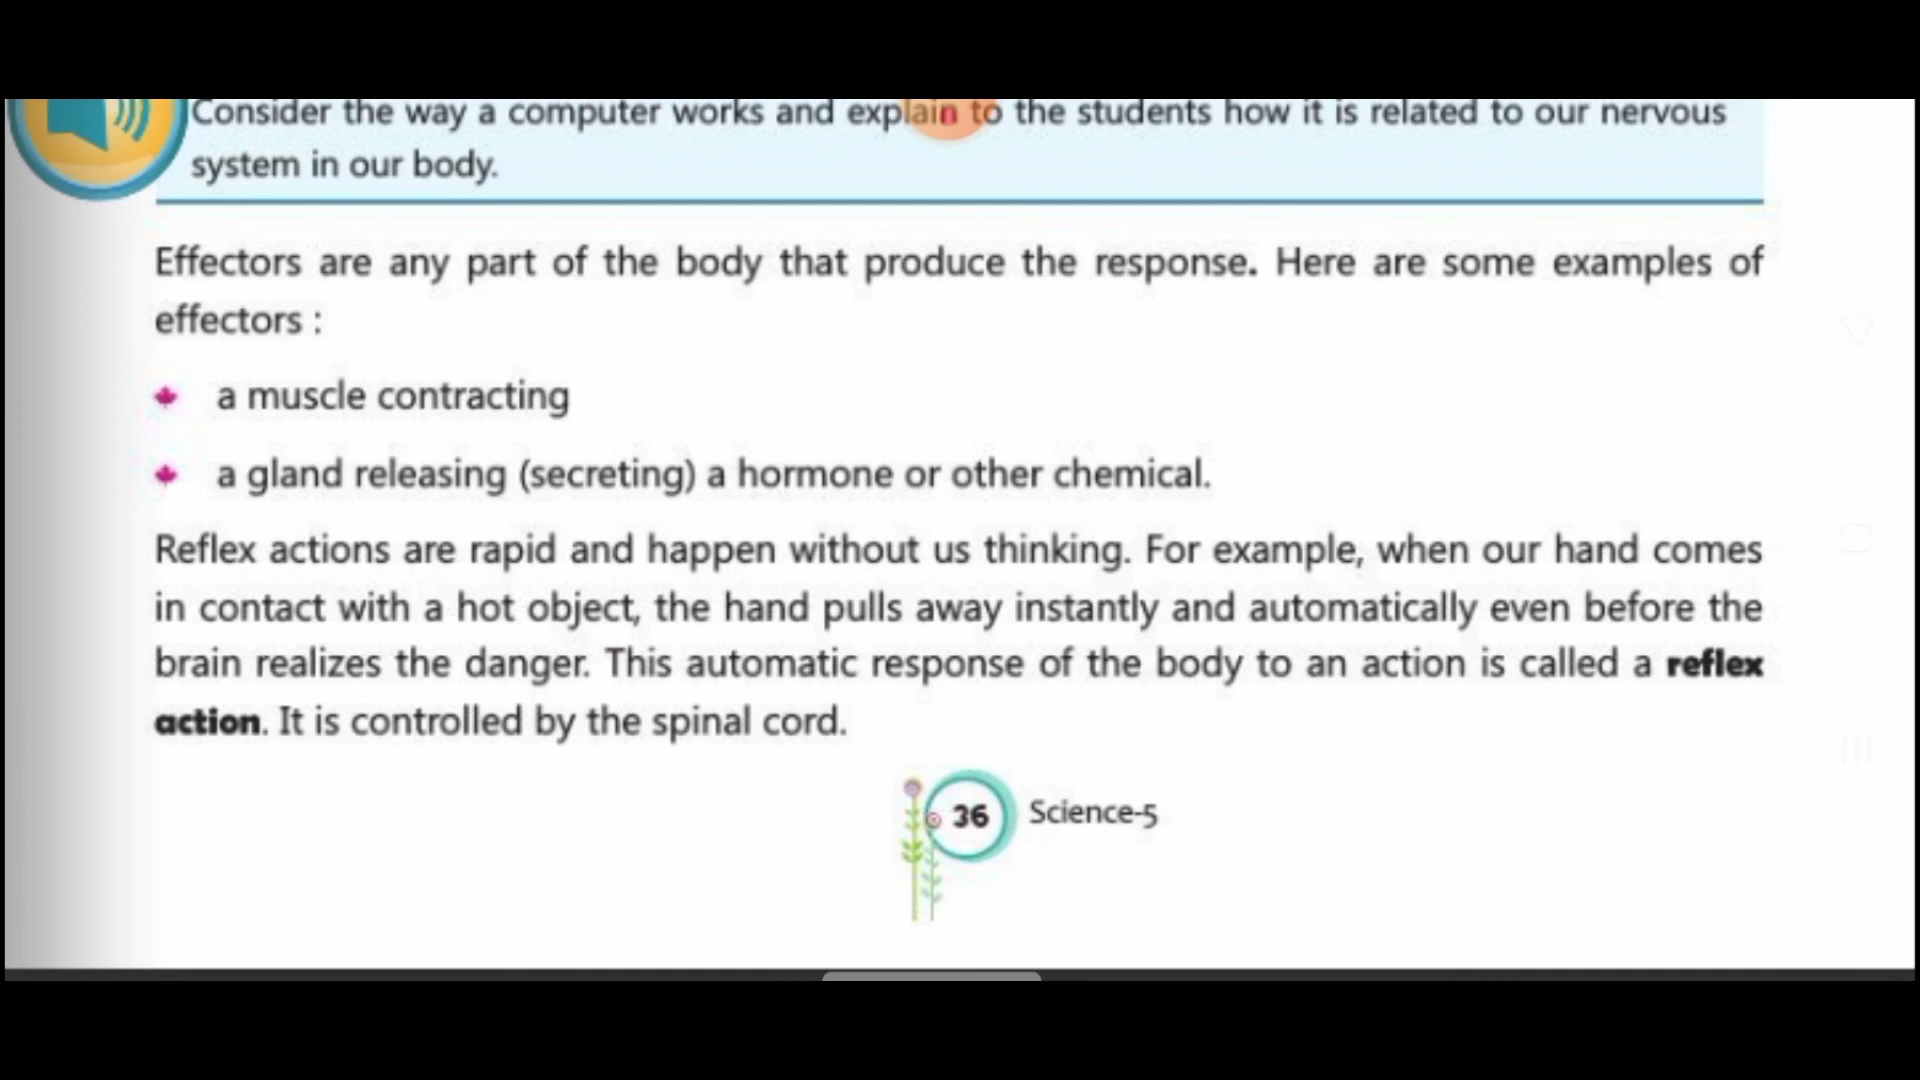 Consider the way a computer works and explain to the students how it is related to our nervous
system in our body.
Effectors are any part of the body that produce the response. Here are some examples of
effectors :
a muscle contracting
a gland releasing (secreting) a hormone or other chemical.
Reflex actions are rapid and happen without us thinking. For example, when our hand comes
in contact with a hot object, the hand pulls away instantly and automatically even before the
brain realizes the danger. This automatic response of the body to an action is called a reflex
action. It is controlled by the spinal cord.
36 Science-5